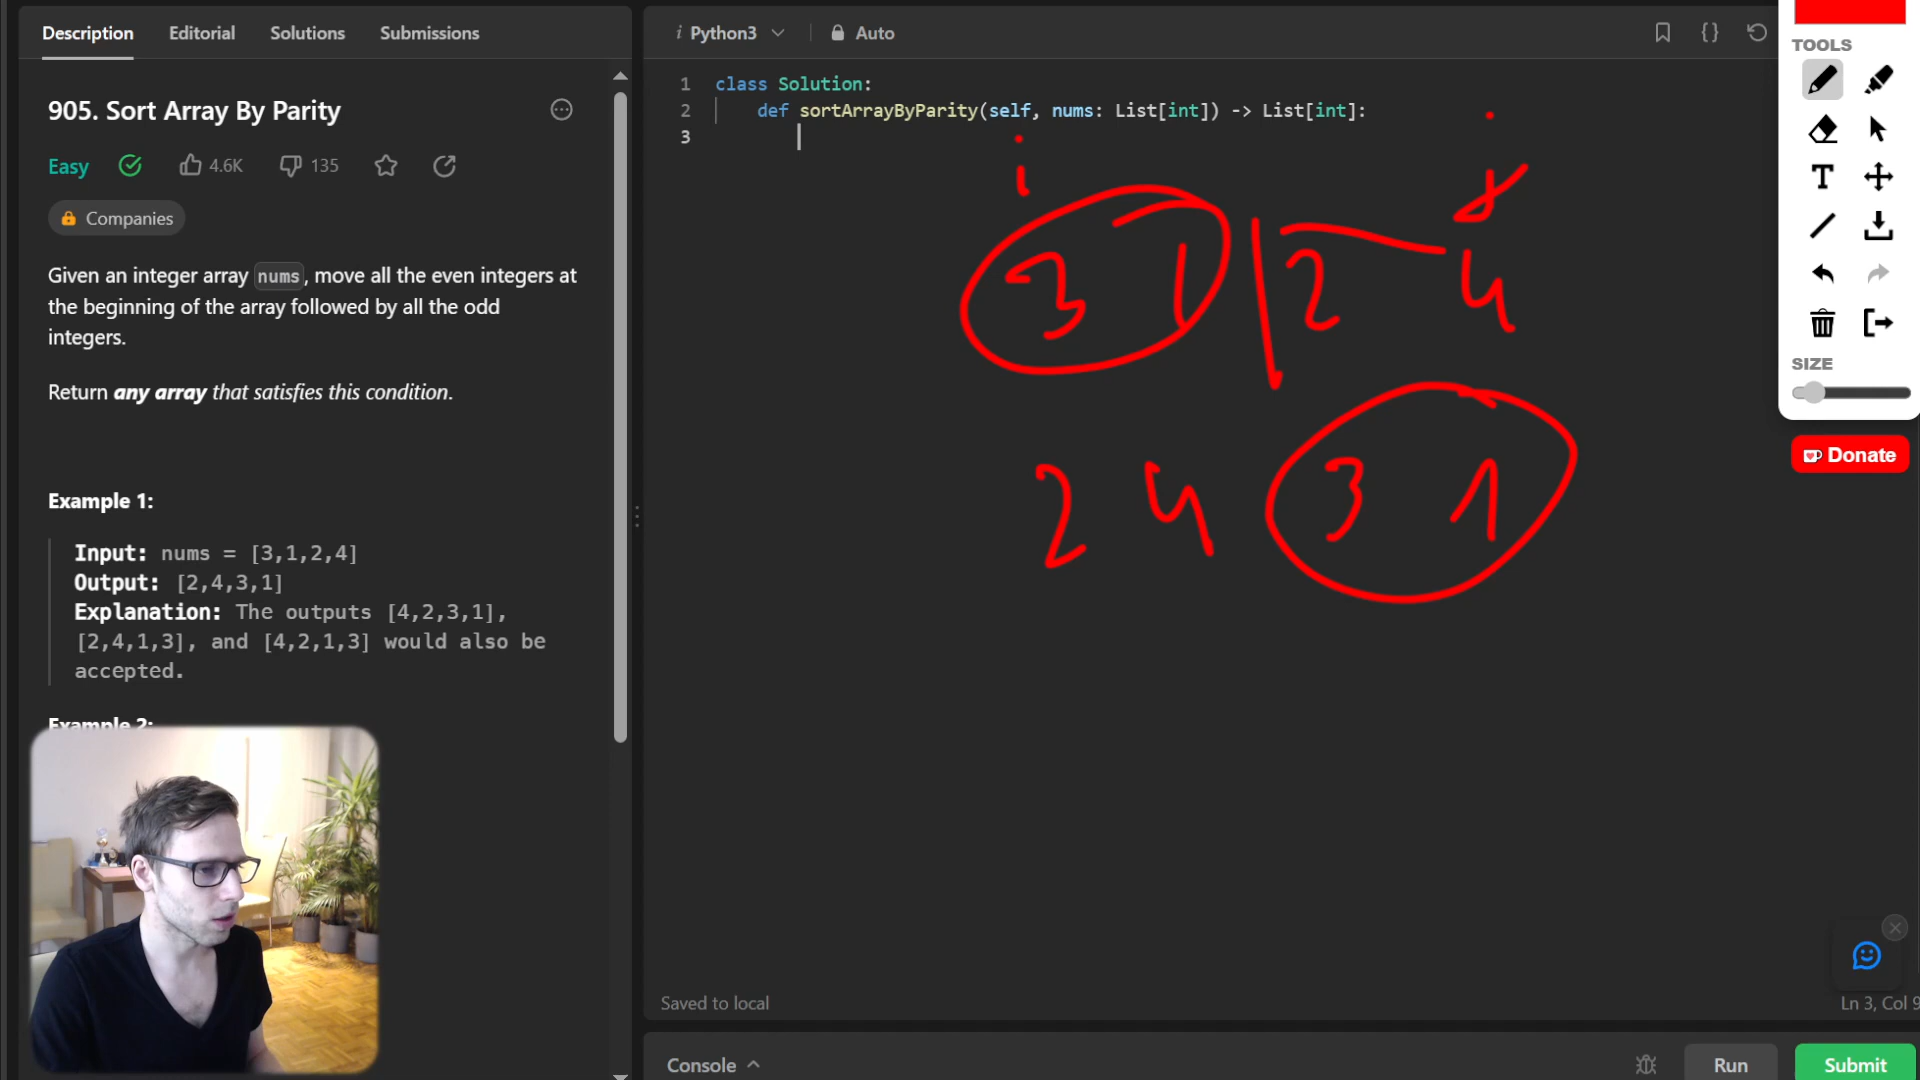 Description Editorial Solutions Submissions
905. Sort Array By Parity
Easy 4.6K 135
Companies
Given an integer array nums, move all the even integers at
the beginning of the array followed by all the odd
integers.
Return any array that satisfies this condition.
Example 1:
Input: nums = [3,1,2,4]
Output: [2,4,3,1]
Explanation: The outputs [4,2,3,1],
[2,4,1,3], and [4,2,1,3] would also be
accepted.
Example 2:
i Python3 Auto
1 class Solution:
2 def sortArrayByParity(self, nums: List[int]) -> List[int]:
3
i j
3 1 | 2 4
2 4 3 1
Saved to local
Ln 3, Col 9
Console
Run
Submit
TOOLS
T
SIZE
Donate